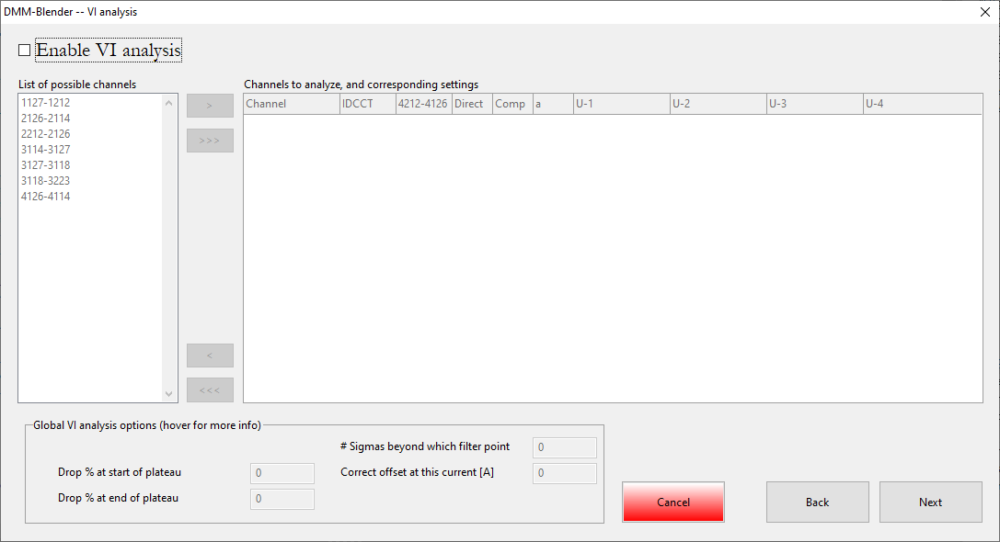 DMM-Blender -- VI analysis
Enable VI analysis
List of possible channels
1127-1212
2126-2114
2212-2126
3114-3127
3127-3118
3118-3223
4126-4114
>
>>>
<
<<<
Channels to analyze, and corresponding settings
Channel IDCCT 4212-4126 Direct Comp a U-1 U-2 U-3 U-4
Global VI analysis options (hover for more info)
# Sigmas beyond which filter point 0
Drop % at start of plateau 0 Correct offset at this current [A] 0
Drop % at end of plateau 0
Cancel Back Next